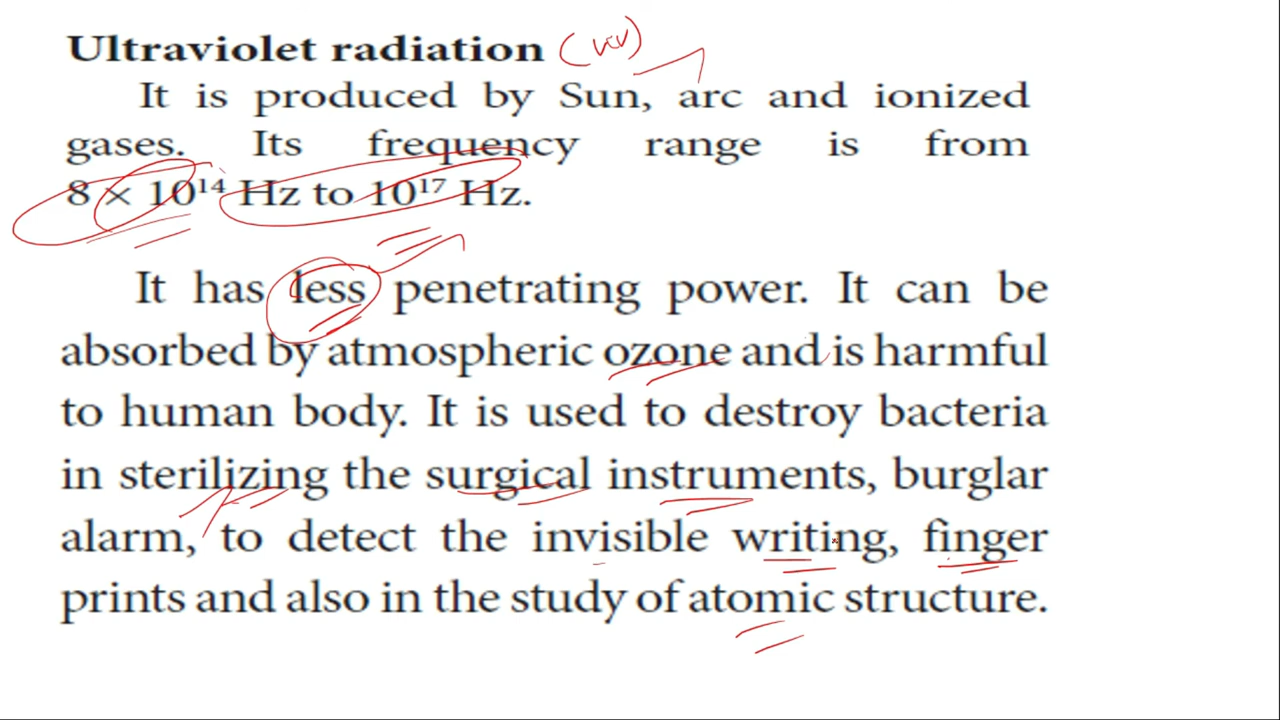 Ultraviolet radiation (UV)
It is produced by Sun, arc and ionized
gases. Its frequency range is from
8 × 10¹⁴ Hz to 10¹⁷ Hz.
It has less penetrating power. It can be
absorbed by atmospheric ozone and is harmful
to human body. It is used to destroy bacteria
in sterilizing the surgical instruments, burglar
alarm, to detect the invisible writing, finger
prints and also in the study of atomic structure.